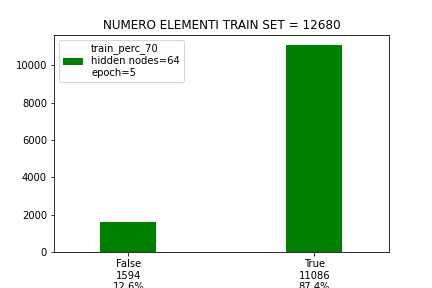 NUMERO ELEMENTI TRAIN SET = 12680
train_perc_70
hidden nodes=64
epoch=5
10000
8000
6000
4000
2000
0
False
1594
12.6%
True
11086
87.4%